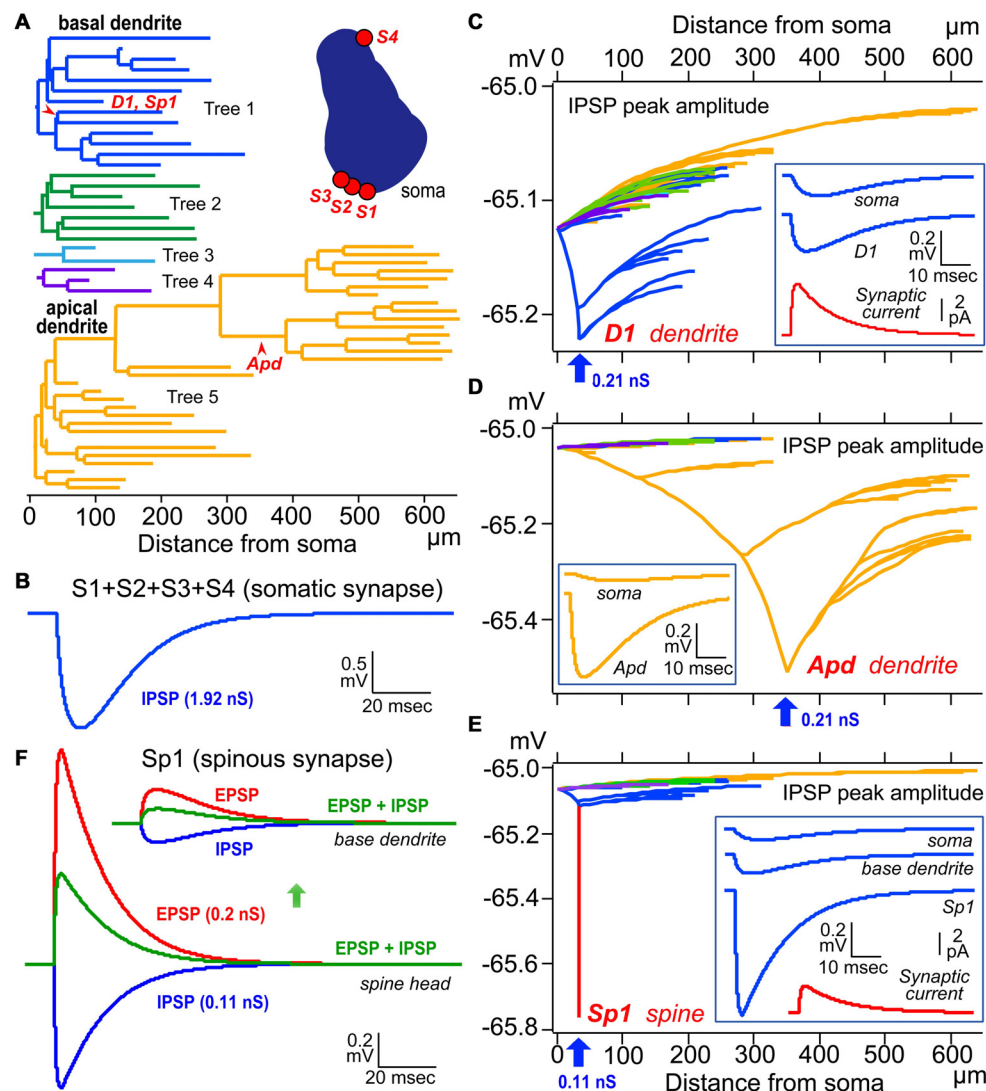 A
basal dendrite
D1, Sp1
Tree 1
Tree 2
Tree 3
Tree 4
apical
dendrite
Apd
Tree 5
S4
soma
S3
S2
S1
0 100 200 300 400 500 600
μm
Distance from soma
B
S1+S2+S3+S4 (somatic synapse)
IPSP (1.92 nS)
0.5
mV
20 msec
F
Sp1 (spinous synapse)
EPSP
EPSP + IPSP
base dendrite
IPSP
EPSP (0.2 nS)
EPSP + IPSP
spine head
IPSP (0.11 nS)
0.2
mV
20 msec
C
Distance from soma
μm
mV
0 100 200 300 400 500 600
-65.0
-65.1
-65.2
IPSP peak amplitude
soma
D1
0.2
mV
10 msec
Synaptic
current
2
pA
D1 dendrite
0.21 nS
D
mV
-65.0
-65.2
-65.4
IPSP peak amplitude
soma
Apd
0.2
mV
10 msec
Apd dendrite
0.21 nS
E
mV
-65.0
-65.2
-65.4
-65.6
-65.8
IPSP peak amplitude
soma
base dendrite
Sp1
0.2
mV
10 msec
2
pA
Synaptic
current
Sp1 spine
0 100 200 300 400 500 600
0.11 nS
Distance from soma
μm